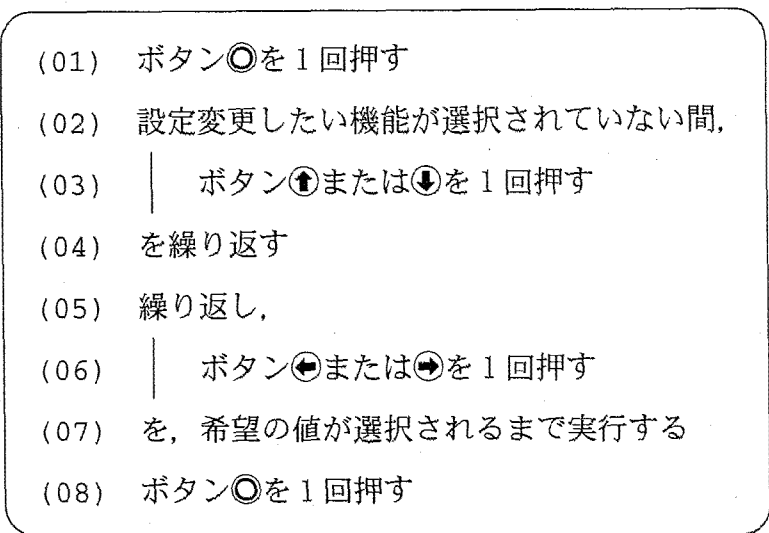 (01) ボタン◎を1回押す
(02) 設定変更したい機能が選択されていない間,
(03) │ ボタン⬆または⬇を1回押す
(04) を繰り返す
(05) 繰り返し,
(06) │ ボタン⬅または➡を1回押す
(07) を,希望の値が選択されるまで実行する
(08) ボタン◎を1回押す